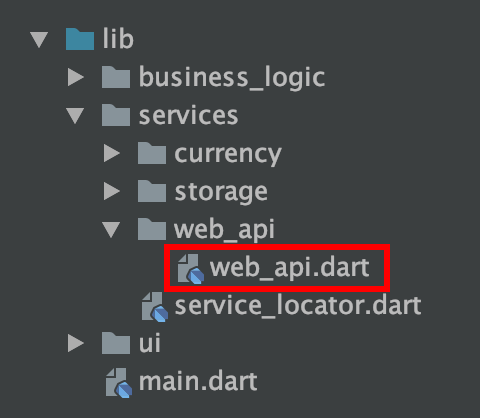 lib
business_logic
services
currency
storage
web_api
web_api.dart
service_locator.dart
ui
main.dart